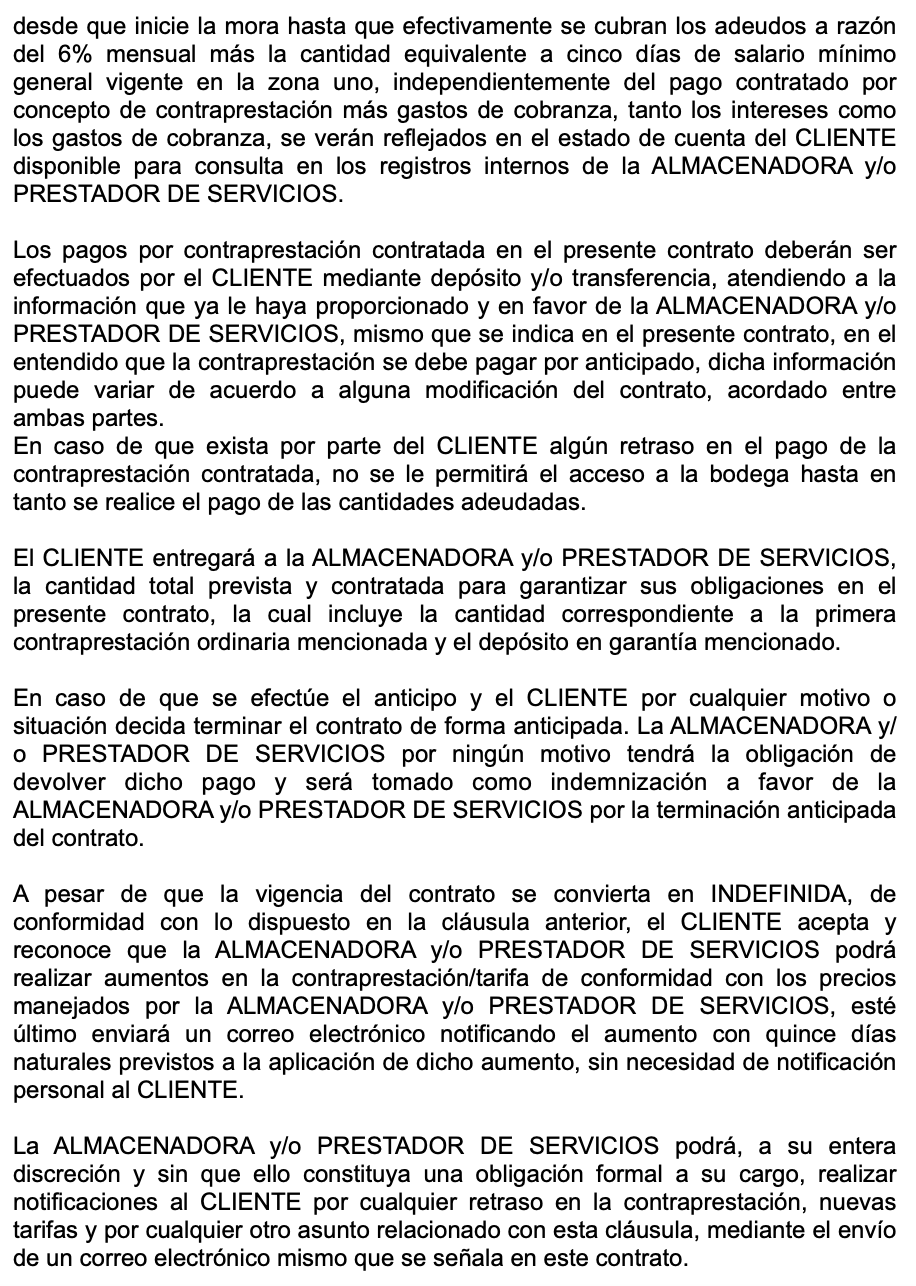 desde que inicie la mora hasta que efectivamente se cubran los adeudos a razón
del 6% mensual más la cantidad equivalente a cinco días de salario mínimo
general vigente en la zona uno, independientemente del pago contratado por
concepto de contraprestación más gastos de cobranza, tanto los intereses como
los gastos de cobranza, se verán reflejados en el estado de cuenta del CLIENTE
disponible para consulta en los registros internos de la ALMACENADORA y/o
PRESTADOR DE SERVICIOS.

Los pagos por contraprestación contratada en el presente contrato deberán ser
efectuados por el CLIENTE mediante depósito y/o transferencia, atendiendo a la
información que ya le haya proporcionado y en favor de la ALMACENADORA y/o
PRESTADOR DE SERVICIOS, mismo que se indica en el presente contrato, en el
entendido que la contraprestación se debe pagar por anticipado, dicha información
puede variar de acuerdo a alguna modificación del contrato, acordado entre
ambas partes.
En caso de que exista por parte del CLIENTE algún retraso en el pago de la
contraprestación contratada, no se le permitirá el acceso a la bodega hasta en
tanto se realice el pago de las cantidades adeudadas.

El CLIENTE entregará a la ALMACENADORA y/o PRESTADOR DE SERVICIOS,
la cantidad total prevista y contratada para garantizar sus obligaciones en el
presente contrato, la cual incluye la cantidad correspondiente a la primera
contraprestación ordinaria mencionada y el depósito en garantía mencionado.

En caso de que se efectúe el anticipo y el CLIENTE por cualquier motivo o
situación decida terminar el contrato de forma anticipada. La ALMACENADORA y/
o PRESTADOR DE SERVICIOS por ningún motivo tendrá la obligación de
devolver dicho pago y será tomado como indemnización a favor de la
ALMACENADORA y/o PRESTADOR DE SERVICIOS por la terminación anticipada
del contrato.

A pesar de que la vigencia del contrato se convierta en INDEFINIDA, de
conformidad con lo dispuesto en la cláusula anterior, el CLIENTE acepta y
reconoce que la ALMACENADORA y/o PRESTADOR DE SERVICIOS podrá
realizar aumentos en la contraprestación/tarifa de conformidad con los precios
manejados por la ALMACENADORA y/o PRESTADOR DE SERVICIOS, esté
último enviará un correo electrónico notificando el aumento con quince días
naturales previstos a la aplicación de dicho aumento, sin necesidad de notificación
personal al CLIENTE.

La ALMACENADORA y/o PRESTADOR DE SERVICIOS podrá, a su entera
discreción y sin que ello constituya una obligación formal a su cargo, realizar
notificaciones al CLIENTE por cualquier retraso en la contraprestación, nuevas
tarifas y por cualquier otro asunto relacionado con esta cláusula, mediante el envío
de un correo electrónico mismo que se señala en este contrato.